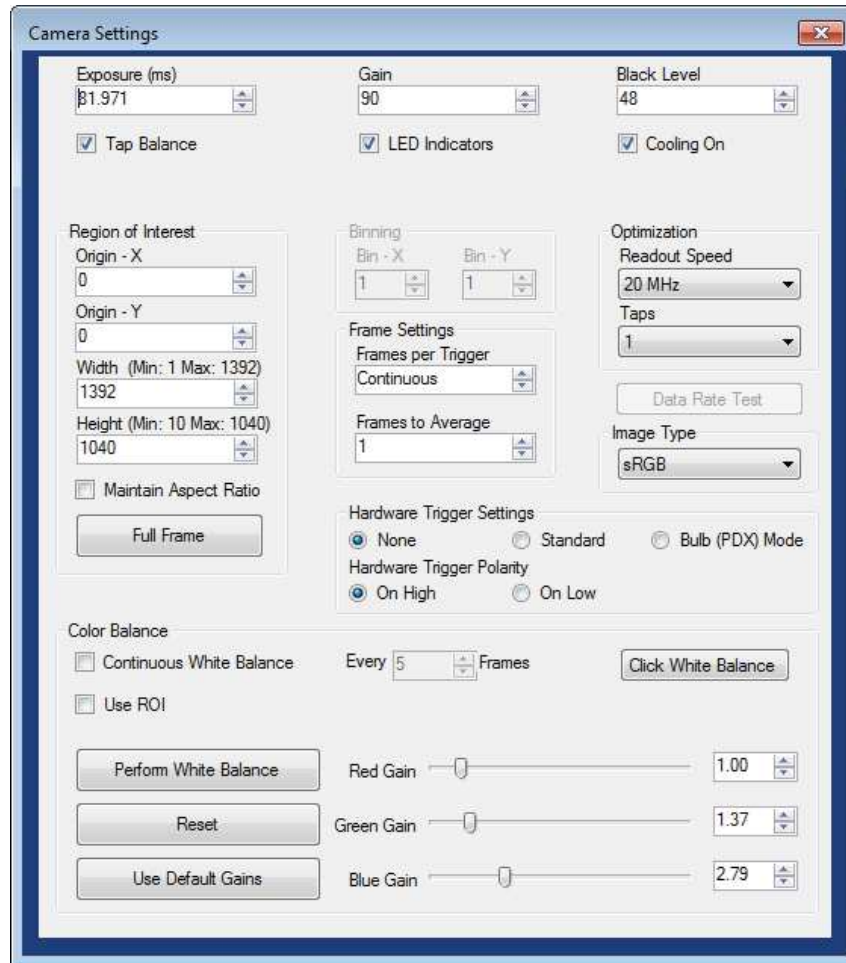 Camera Settings
Exposure (ms)
81.971
Gain
90
Black Level
48
Tap Balance
LED Indicators
Cooling On
Region of Interest
Origin - X
0
Origin - Y
0
Width (Min: 1 Max: 1392)
1392
Height (Min: 10 Max: 1040)
1040
Maintain Aspect Ratio
Full Frame
Binning
Bin - X
Bin - Y
1
1
Frame Settings
Frames per Trigger
Continuous
Frames to Average
1
Optimization
Readout Speed
20 MHz
Taps
1
Data Rate Test
Image Type
sRGB
Hardware Trigger Settings
None
Standard
Bulb (PDX) Mode
Hardware Trigger Polarity
On High
On Low
Color Balance
Continuous White Balance
Every 5 Frames
Click White Balance
Use ROI
Perform White Balance
Red Gain
1.00
Reset
Green Gain
1.37
Use Default Gains
Blue Gain
2.79